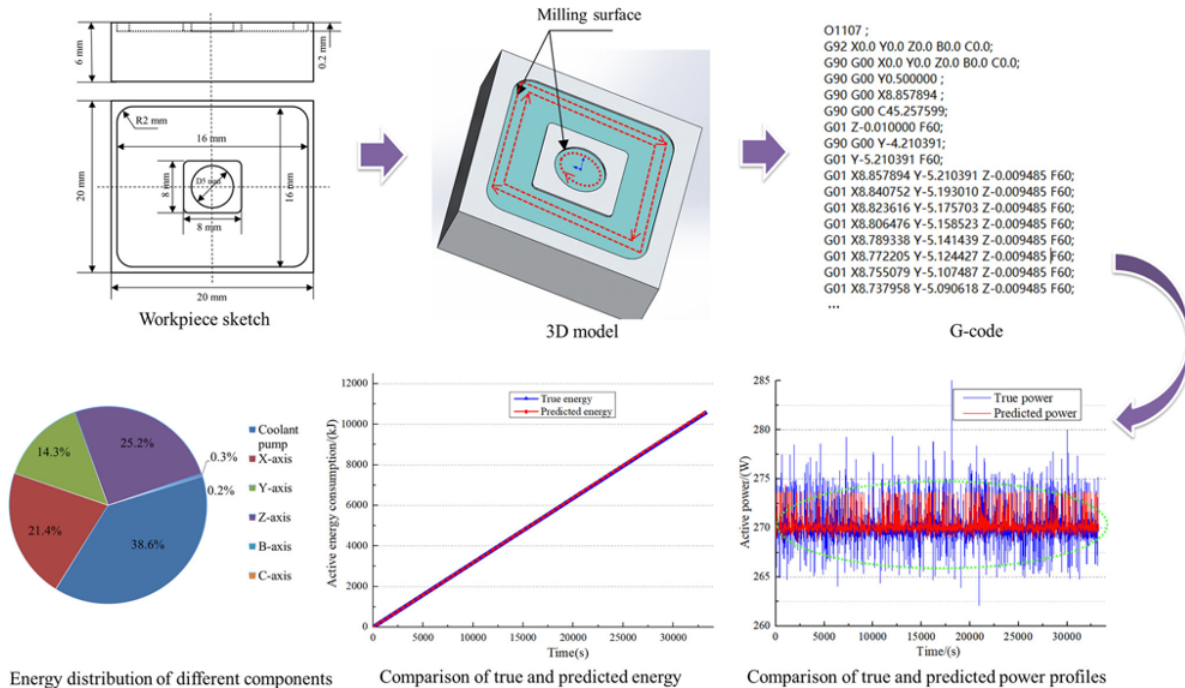 6 mm
0.2 mm
R2 mm
16 mm
20 mm
8 mm
D5 mm
16 mm
8 mm
20 mm
Workpiece sketch
Milling surface
3D model
O1107 ;
G92 X0.0 Y0.0 Z0.0 B0.0 C0.0;
G90 G00 X0.0 Y0.0 Z0.0 B0.0 C0.0;
G90 G00 Y0.500000 ;
G90 G00 X8.857894 ;
G90 G00 C45.257599;
G01 Z-0.010000 F60;
G90 G00 Y-4.210391;
G01 Y-5.210391 F60;
G01 X8.857894 Y-5.210391 Z-0.009485 F60;
G01 X8.840752 Y-5.193010 Z-0.009485 F60;
G01 X8.823616 Y-5.175703 Z-0.009485 F60;
G01 X8.806476 Y-5.158523 Z-0.009485 F60;
G01 X8.789338 Y-5.141439 Z-0.009485 F60;
G01 X8.772205 Y-5.124427 Z-0.009485 F60;
G01 X8.755079 Y-5.107487 Z-0.009485 F60;
G01 X8.737958 Y-5.090618 Z-0.009485 F60;
...
G-code
25.2%
14.3%
0.3%
0.2%
21.4%
38.6%
Coolant
pump
X-axis
Y-axis
Z-axis
B-axis
C-axis
Energy distribution of different components
Active energy consumption/(kJ)
12000
10000
8000
6000
4000
2000
0
True energy
Predicted energy
0 5000 10000 15000 20000 25000 30000
Time(s)
Comparison of true and predicted energy
Active power/(W)
285
280
275
270
265
260
True power
Predicted power
0 5000 10000 15000 20000 25000 30000
Time/(s)
Comparison of true and predicted power profiles